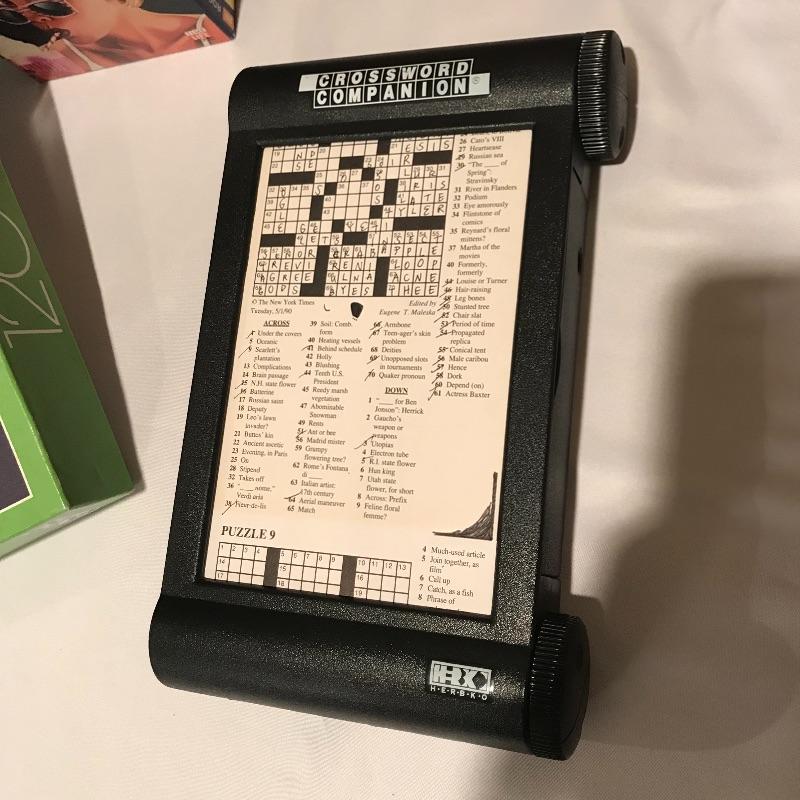 CROSSWORD
COMPANION
26 Cato's VIII
27 Heartsease
29 Russian sea
30 "The ____ of
Spring":
Stravinsky
31 River in Flanders
32 Podium
33 Eye amorously
34 Flintstone of
comics
35 Reynard's floral
mittens?
37 Martha of the
movies
40 Formerly,
formerly
44 Louise or Turner
46 Hair-raising
48 Leg bones
50 Stunted tree
52 Chair slat
53 Period of time
54 Propagated
replica
55 Conical tent
56 Male caribou
57 Hence
58 Dork
60 Depend (on)
61 Actress Baxter
© The New York Times
Tuesday, 5/1/90
Edited by
Eugene T. Maleska
ACROSS
1 Under the covers
5 Oceanic
9 Scarlett's
plantation
13 Complications
14 Brain passage
15 N.H. state flower
16 Batterine
17 Russian saint
18 Deputy
19 Leo's lawn
invader?
21 Buttes' kin
22 Ancient ascetic
23 Evening, in Paris
25 On
28 Stipend
32 Takes off
36 "____ nome,"
Verdi aria
38 Fleur-de-lis
39 Soil: Comb.
form
40 Heating vessels
41 Behind schedule
42 Holly
43 Blushing
44 Tenth U.S.
President
45 Reedy marsh
vegetation
47 Abominable
Snowman
49 Rents
51 Ant or bee
56 Madrid mister
59 Grumpy
flowering tree?
62 Rome's Fontana
di ____
63 Italian artist:
17th century
64 Aerial maneuver
65 Match
66 Armbone
67 Teen-ager's skin
problem
68 Deities
69 Unopposed slots
in tournaments
70 Quaker pronoun
DOWN
1 "____ for Ben
Jonson": Herrick
2 Gaucho's
weapon or
weapons
3 Utopias
4 Electron tube
5 R.I. state flower
6 Hun king
7 Utah state
flower, for short
8 Across: Prefix
9 Feline floral
femme?
PUZZLE 9
4 Much-used article
5 Join together, as
film
6 Call up
7 Catch, as a fish
8 Phrase of
HERBKO
120